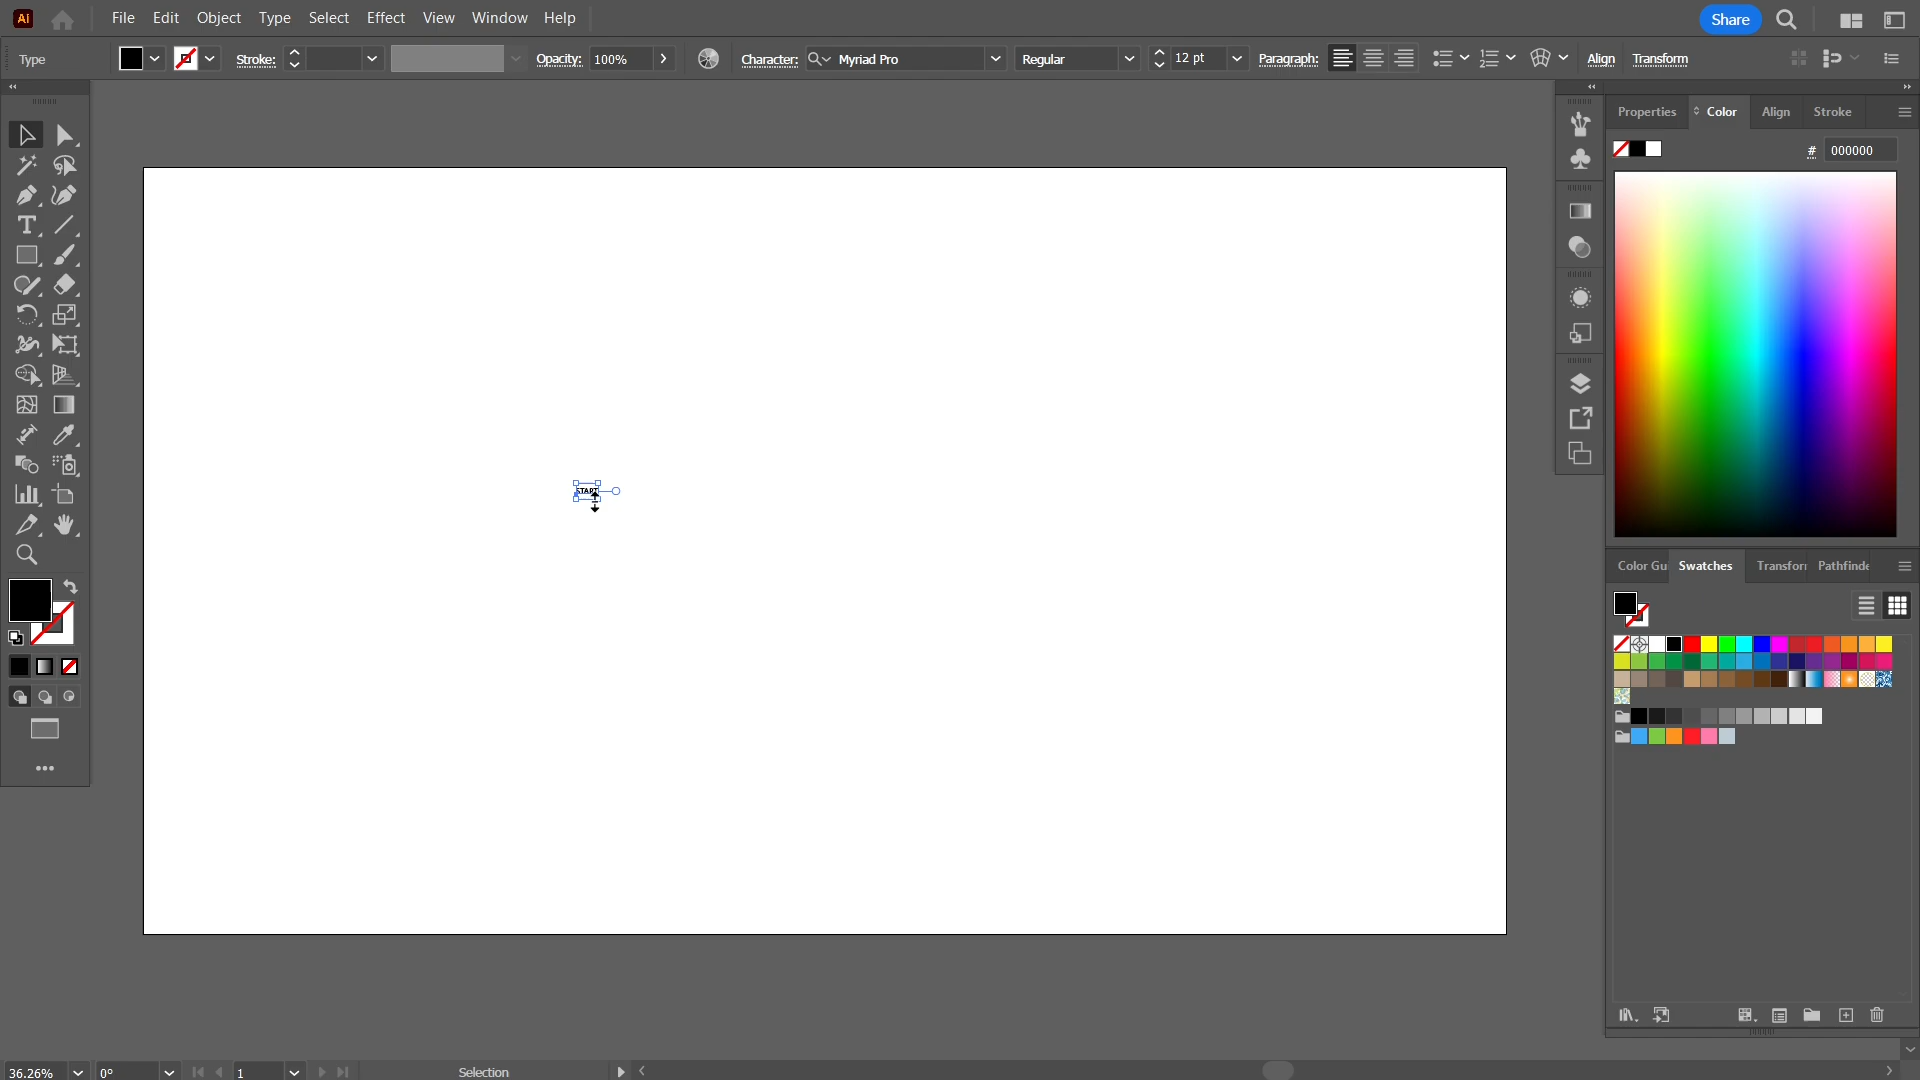 Ai File Edit Object Type Select Effect View Window Help Share
Type Stroke: Opacity: 100% Character: Myriad Pro Regular 12 pt Paragraph: Align Transform
Properties Color Align Stroke
# 000000
START
Color Gu Swatches Transfor Pathfinde
36.26% 0° 1 Selection